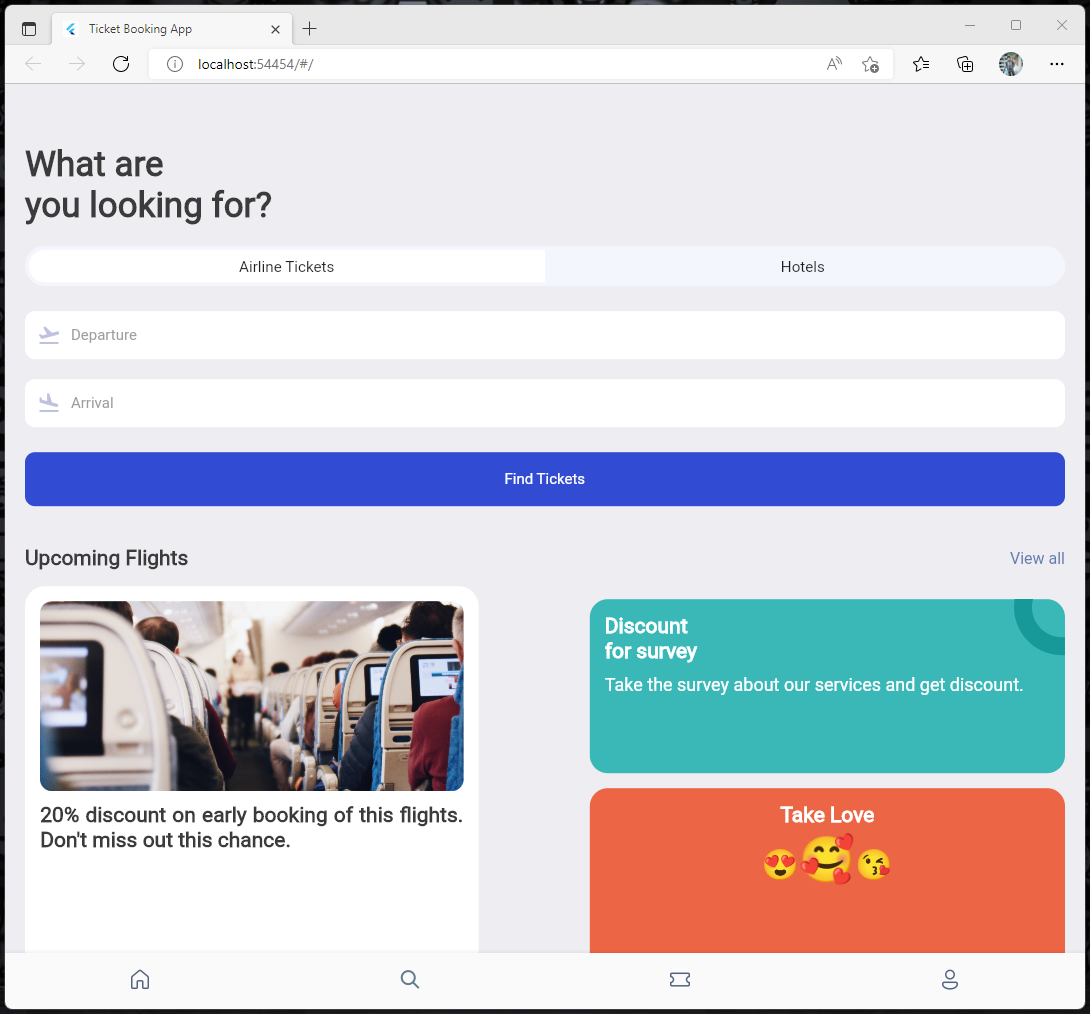 Ticket Booking App
localhost:54454/#/
What are
you looking for?
Airline Tickets
Hotels
Departure
Arrival
Find Tickets
Upcoming Flights
View all
20% discount on early booking of this flights.
Don't miss out this chance.
Discount
for survey
Take the survey about our services and get discount.
Take Love